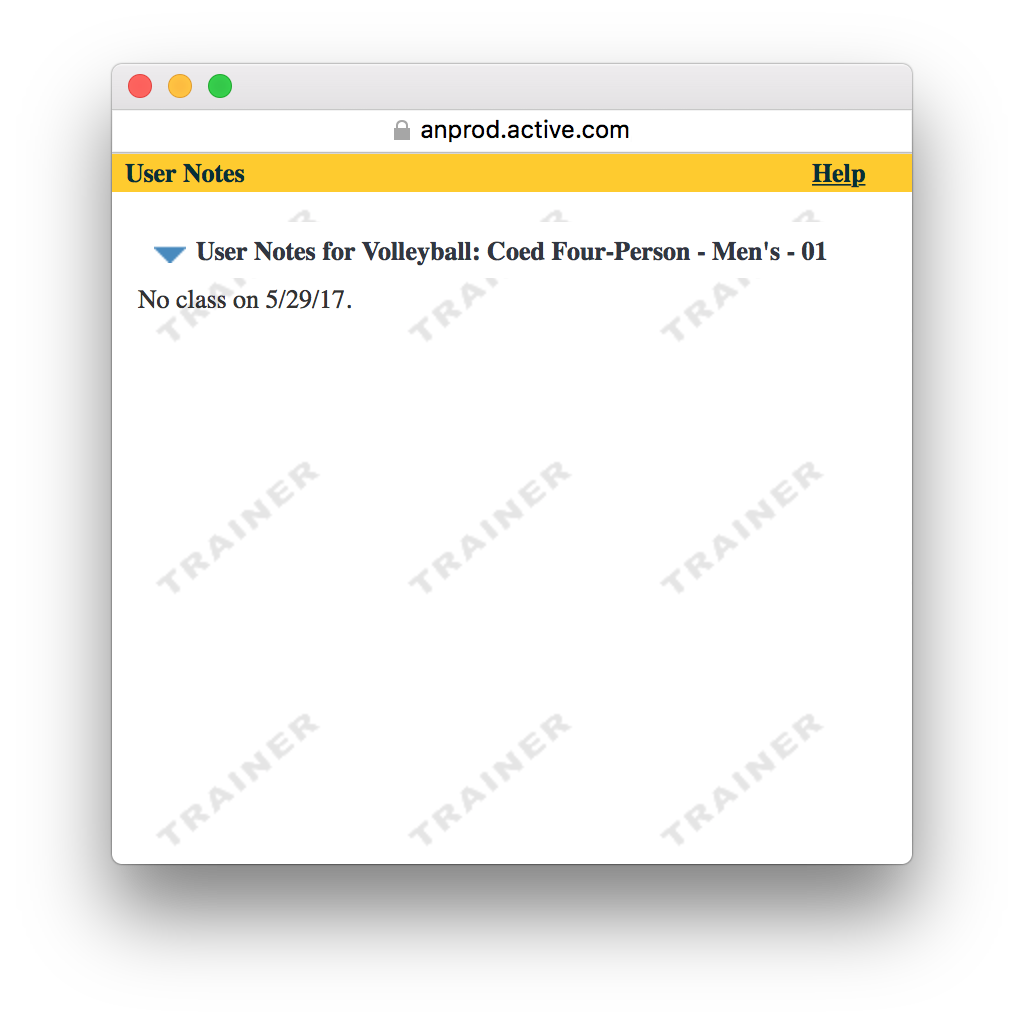 anprod.active.com
User Notes Help
User Notes for Volleyball: Coed Four-Person - Men's - 01
No class on 5/29/17.
TRAINER TRAINER TRAINER
TRAINER TRAINER TRAINER
TRAINER TRAINER TRAINER